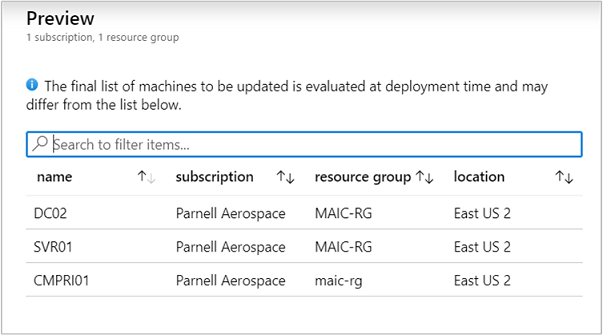 Preview
1 subscription, 1 resource group
The final list of machines to be updated is evaluated at deployment time and may
differ from the list below.
Search to filter items...
name subscription resource group location
DC02 Parnell Aerospace MAIC-RG East US 2
SVR01 Parnell Aerospace MAIC-RG East US 2
CMPRI01 Parnell Aerospace maic-rg East US 2